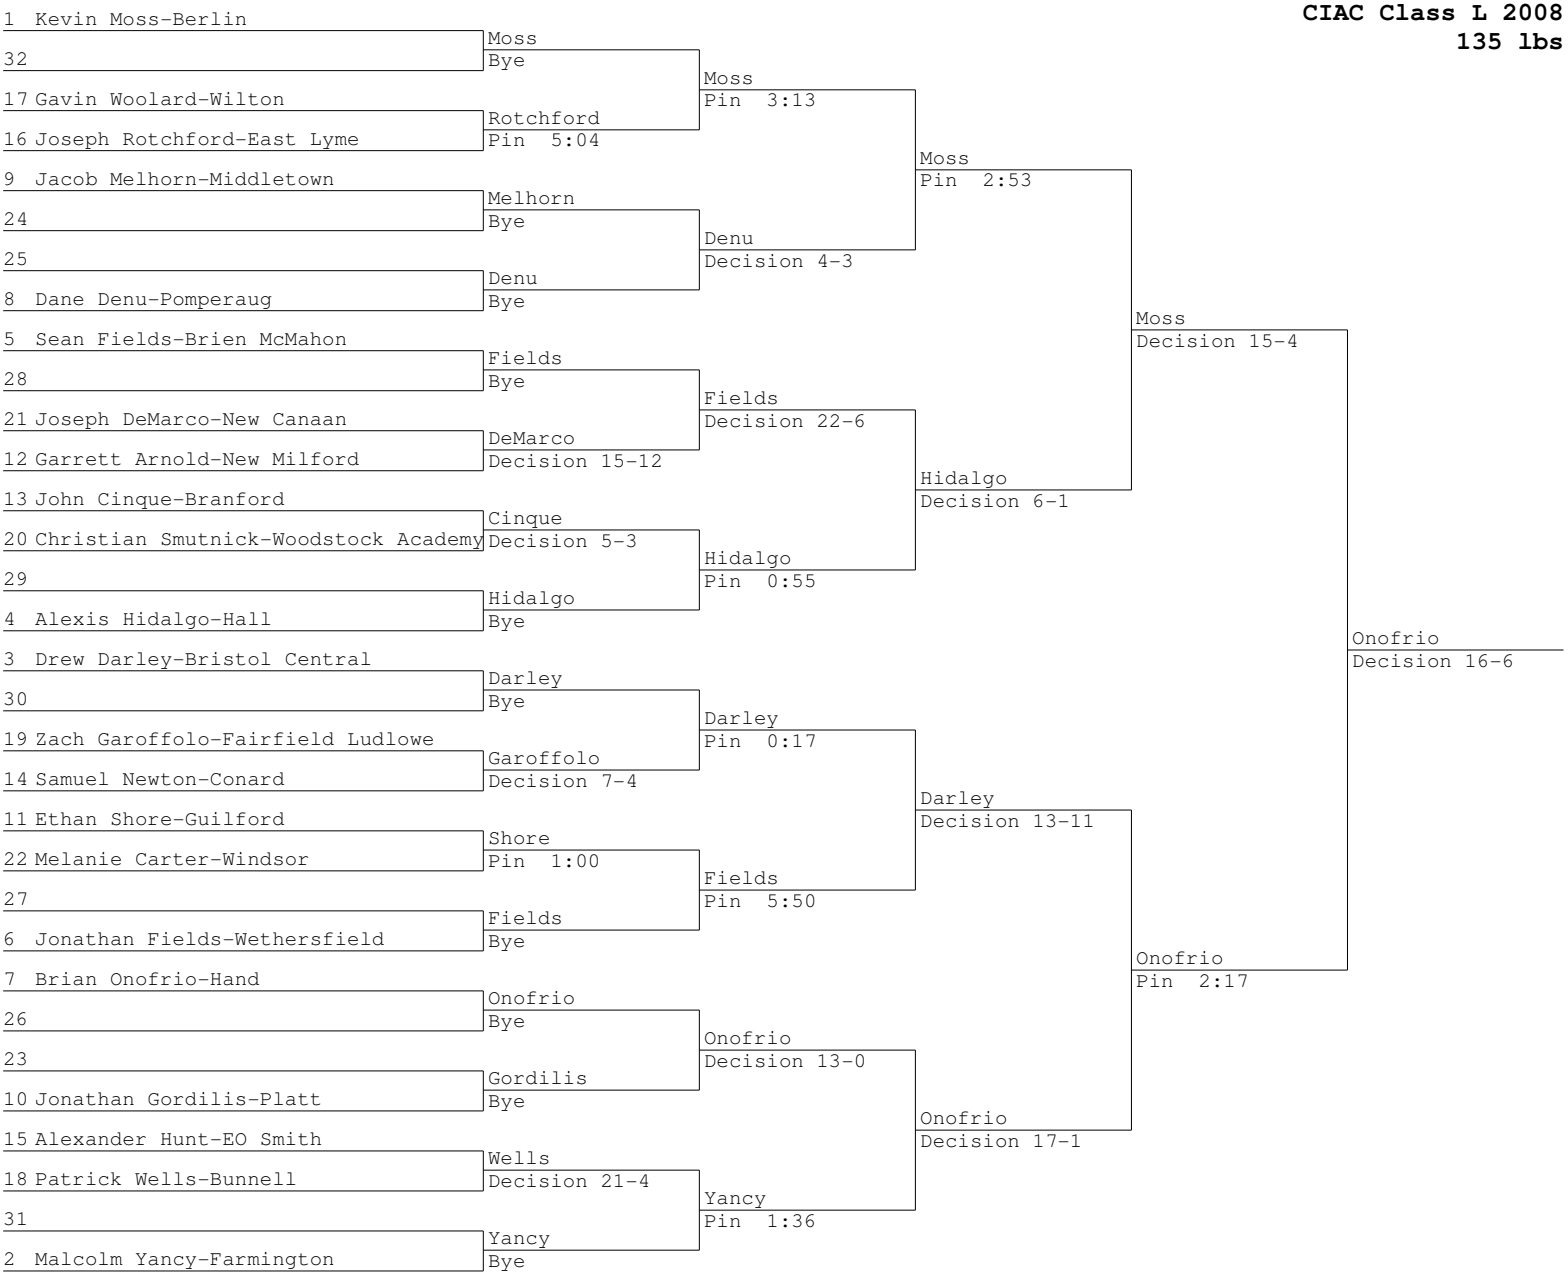 CIAC Class L 2008
135 lbs
1 Kevin Moss-Berlin
32
17 Gavin Woolard-Wilton
16 Joseph Rotchford-East Lyme
9 Jacob Melhorn-Middletown
24
25
8 Dane Denu-Pomperaug
5 Sean Fields-Brien McMahon
28
21 Joseph DeMarco-New Canaan
12 Garrett Arnold-New Milford
13 John Cinque-Branford
20 Christian Smutnick-Woodstock Academy
29
4 Alexis Hidalgo-Hall
3 Drew Darley-Bristol Central
30
19 Zach Garoffolo-Fairfield Ludlowe
14 Samuel Newton-Conard
11 Ethan Shore-Guilford
22 Melanie Carter-Windsor
27
6 Jonathan Fields-Wethersfield
7 Brian Onofrio-Hand
26
23
10 Jonathan Gordilis-Platt
15 Alexander Hunt-EO Smith
18 Patrick Wells-Bunnell
31
2 Malcolm Yancy-Farmington
Moss
Bye
Rotchford
Pin 5:04
Melhorn
Bye
Denu
Bye
Fields
Bye
DeMarco
Decision 15-12
Cinque
Decision 5-3
Hidalgo
Bye
Darley
Bye
Garoffolo
Decision 7-4
Shore
Pin 1:00
Fields
Bye
Onofrio
Bye
Gordilis
Bye
Wells
Decision 21-4
Yancy
Bye
Moss
Pin 3:13
Denu
Decision 4-3
Fields
Decision 22-6
Hidalgo
Pin 0:55
Darley
Pin 0:17
Fields
Pin 5:50
Onofrio
Decision 13-0
Yancy
Pin 1:36
Moss
Pin 2:53
Hidalgo
Decision 6-1
Darley
Decision 13-11
Onofrio
Decision 17-1
Moss
Decision 15-4
Onofrio
Pin 2:17
Onofrio
Decision 16-6